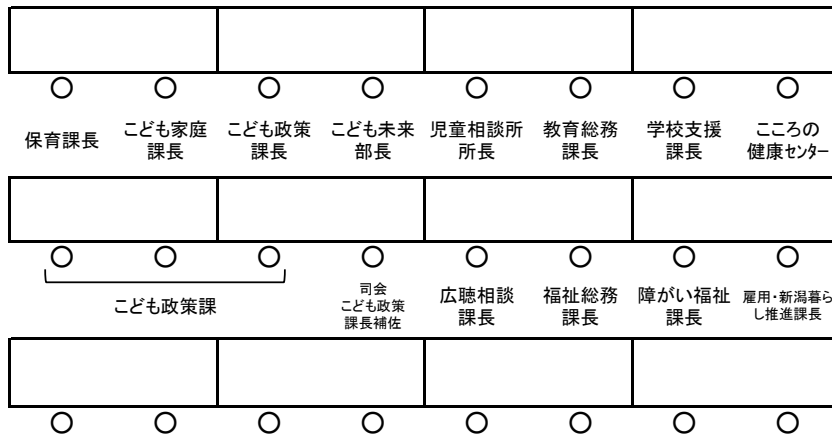 保育課長
こども家庭
課長
こども政策
課長
こども未来
部長
児童相談所
所長
教育総務
課長
学校支援
課長
こころの
健康センター
こども政策課
司会
こども政策
課長補佐
広聴相談
課長
福祉総務
課長
障がい福祉
課長
雇用・新潟暮ら
し推進課長